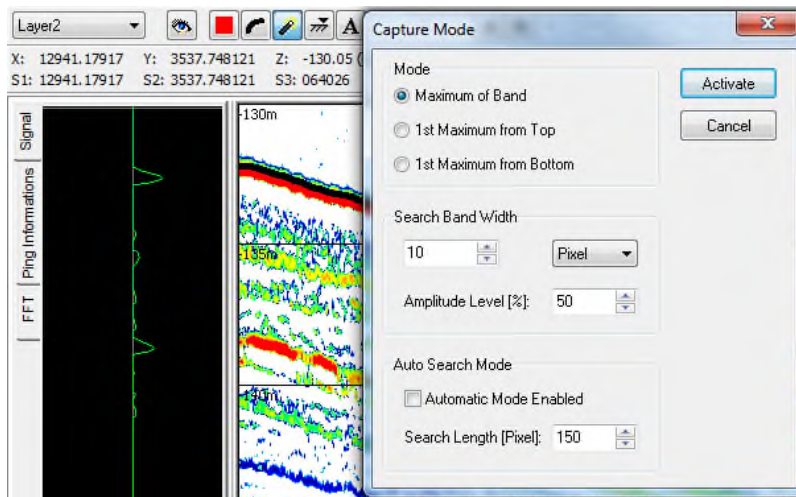 Layer2
A
X: 12941.17917 Y: 3537.748121 Z: -130.05 (
S1: 12941.17917 S2: 3537.748121 S3: 064026
Signal
Ping Informations
FFT
-130m
-135m
-140m
Capture Mode
Mode
Maximum of Band
1st Maximum from Top
1st Maximum from Bottom
Activate
Cancel
Search Band Width
10
Pixel
Amplitude Level [%]:
50
Auto Search Mode
Automatic Mode Enabled
Search Length [Pixel]:
150